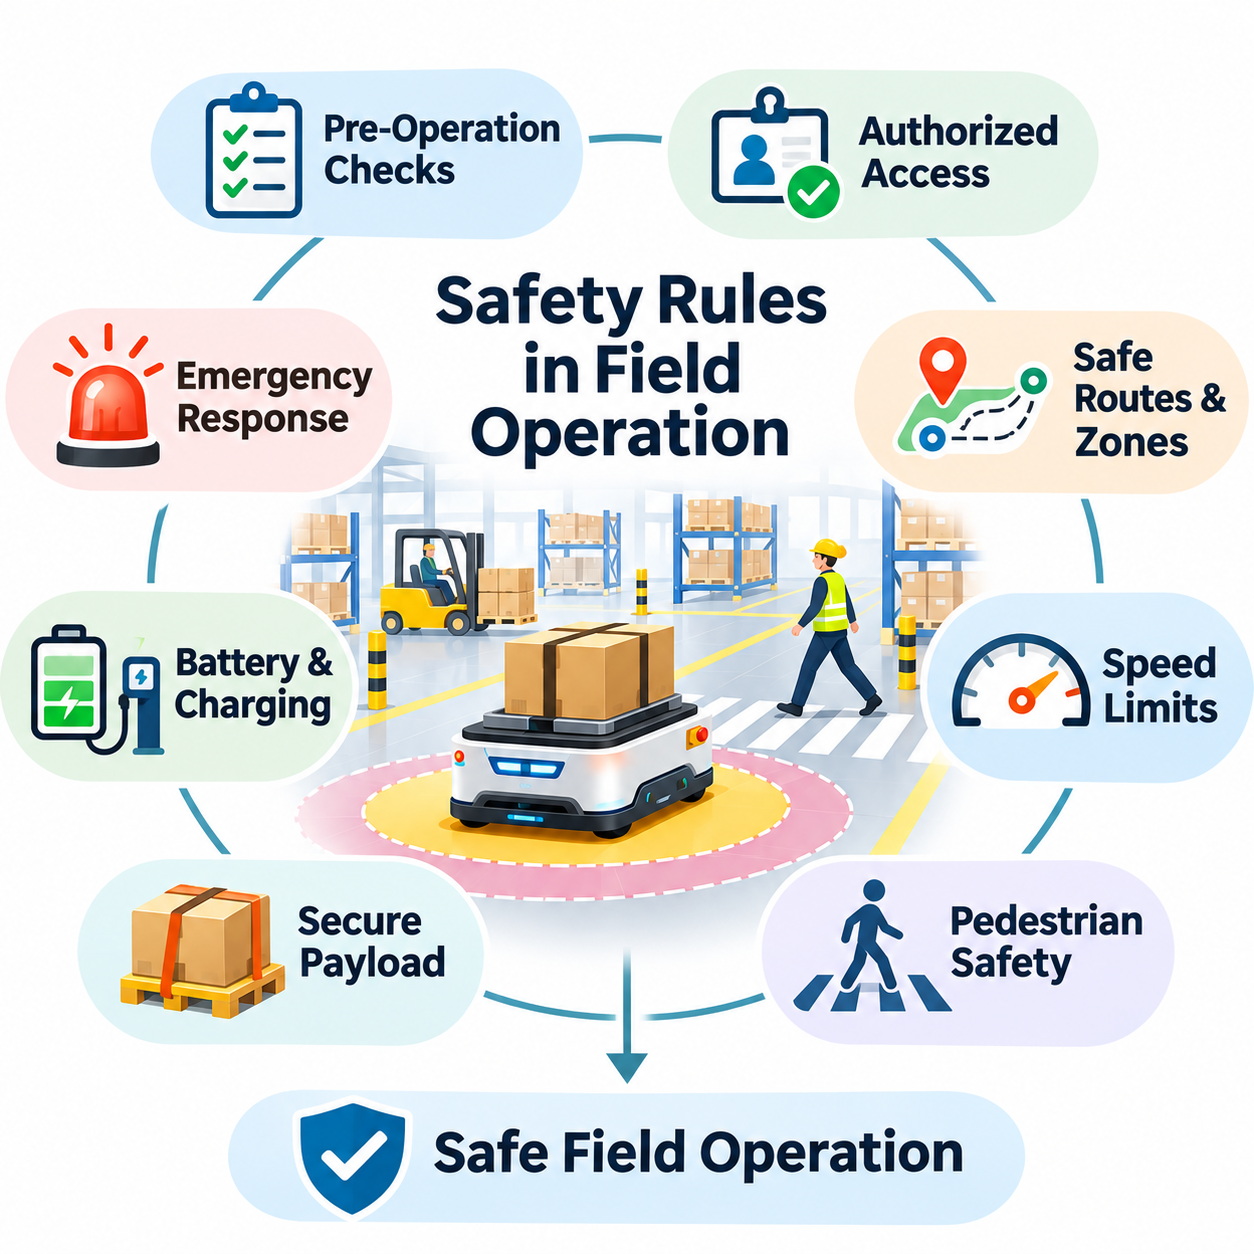 Pre-Operation
Checks
Authorized
Access
Safety Rules
in Field
Operation
Emergency
Response
Safe
Routes &
Zones
Battery &
Charging
Speed
Limits
Secure
Payload
Pedestrian
Safety
Safe Field Operation